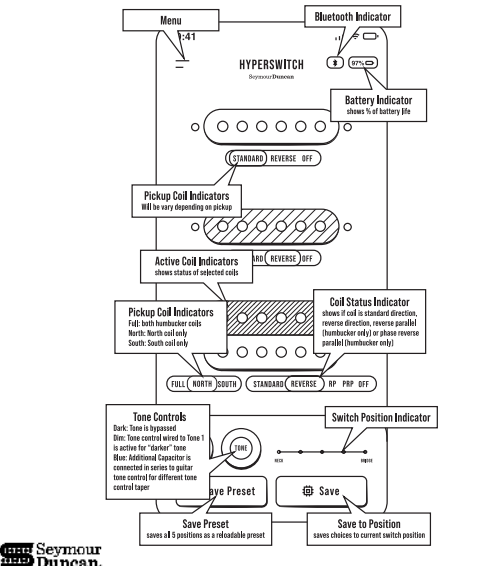 Menu
Bluetooth Indicator
:41
HYPERSWITCH
Seymour Duncan
97%
Battery Indicator
shows % of battery life
STANDARD REVERSE OFF
Pickup Coil Indicators
Will be vary depending on pickup
ARD REVERSE OFF
Active Coil Indicators
shows status of selected coils
Pickup Coil Indicators
Full: both humbucker coils
North: North coil only
South: South coil only
Coil Status Indicator
shows if coil is standard direction,
reverse direction, reverse parallel
(humbucker only) or phase reverse
parallel (humbucker only)
FULL NORTH SOUTH STANDARD REVERSE RP PRP OFF
Tone Controls
Dark: Tone is bypassed
Dim: Tone control wired to Tone 1
is active for "darker" tone
Blue: Additional Capacitor is
connected in series to guitar
tone control for different tone
control taper
Switch Position Indicator
TONE
NECK BRIDGE
ave Preset
Save
Save Preset
saves all 5 positions as a reloadable preset
Save to Position
saves choices to current switch position
Seymour
Duncan.